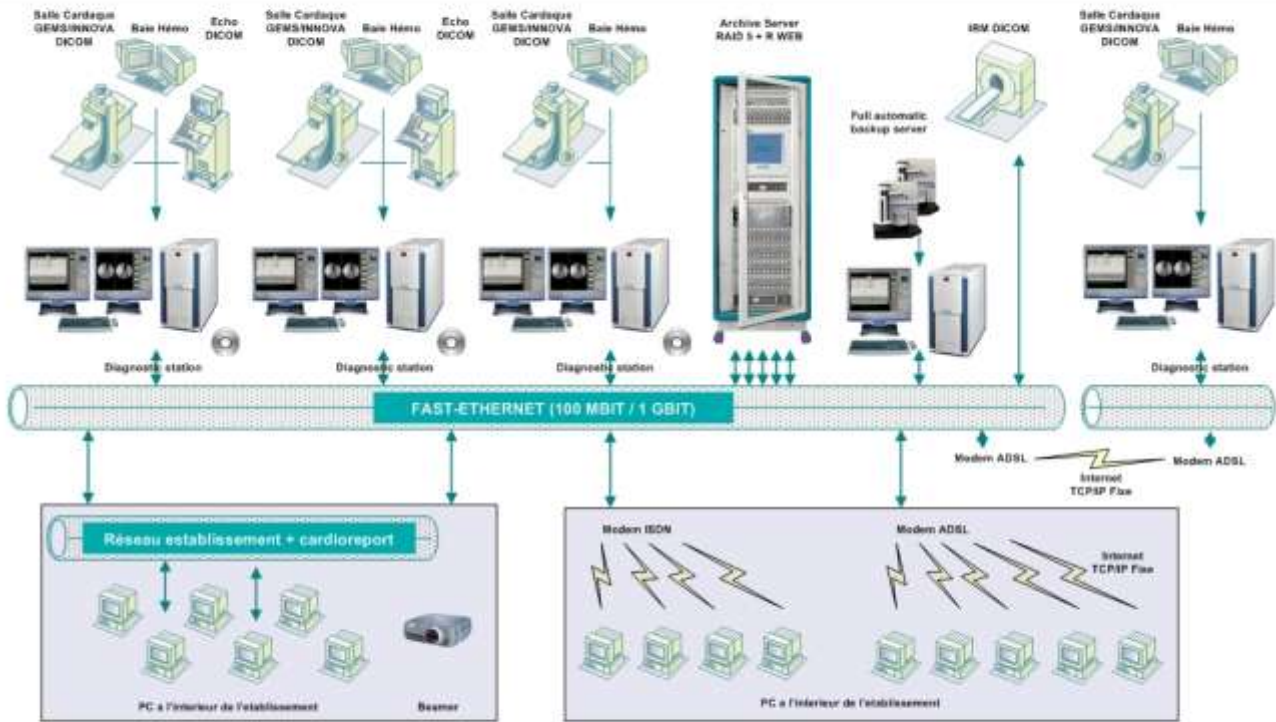 Salle Cardaque
GEMS/INNOVA
DICOM
Baie Hémo
Echo
DICOM
Salle Cardaque
GEMS/INNOVA
DICOM
Baie Hémo
Echo
DICOM
Salle Cardaque
GEMS/INNOVA
DICOM
Baie Hémo
Archive Server
RAID 5 + R WEB
Full automatic
backup server
IRM DICOM
Salle Cardaque
GEMS/INNOVA
DICOM
Baie Hémo
Diagnostic station
Diagnostic station
Diagnostic station
Diagnostic station
FAST-ETHERNET (100 MBIT / 1 GBIT)
Modem ADSL
Modem ADSL
Internet
TCP/IP Fixe
Réseau establissement + cardioreport
PC a l'interieur de l'etablissement
Beamer
Modem ISDN
Modem ADSL
Internet
TCP/IP Fixe
PC a l'interieur de l'etablissement